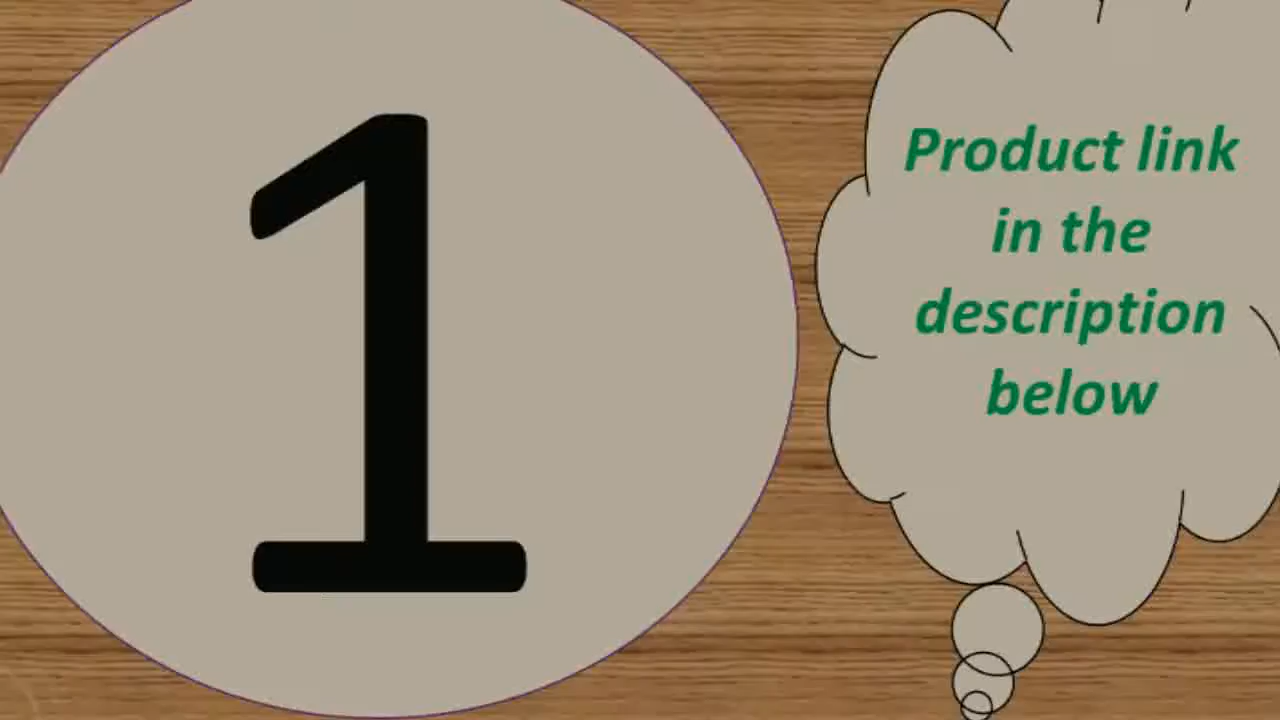 1
Product link
in the
description
below